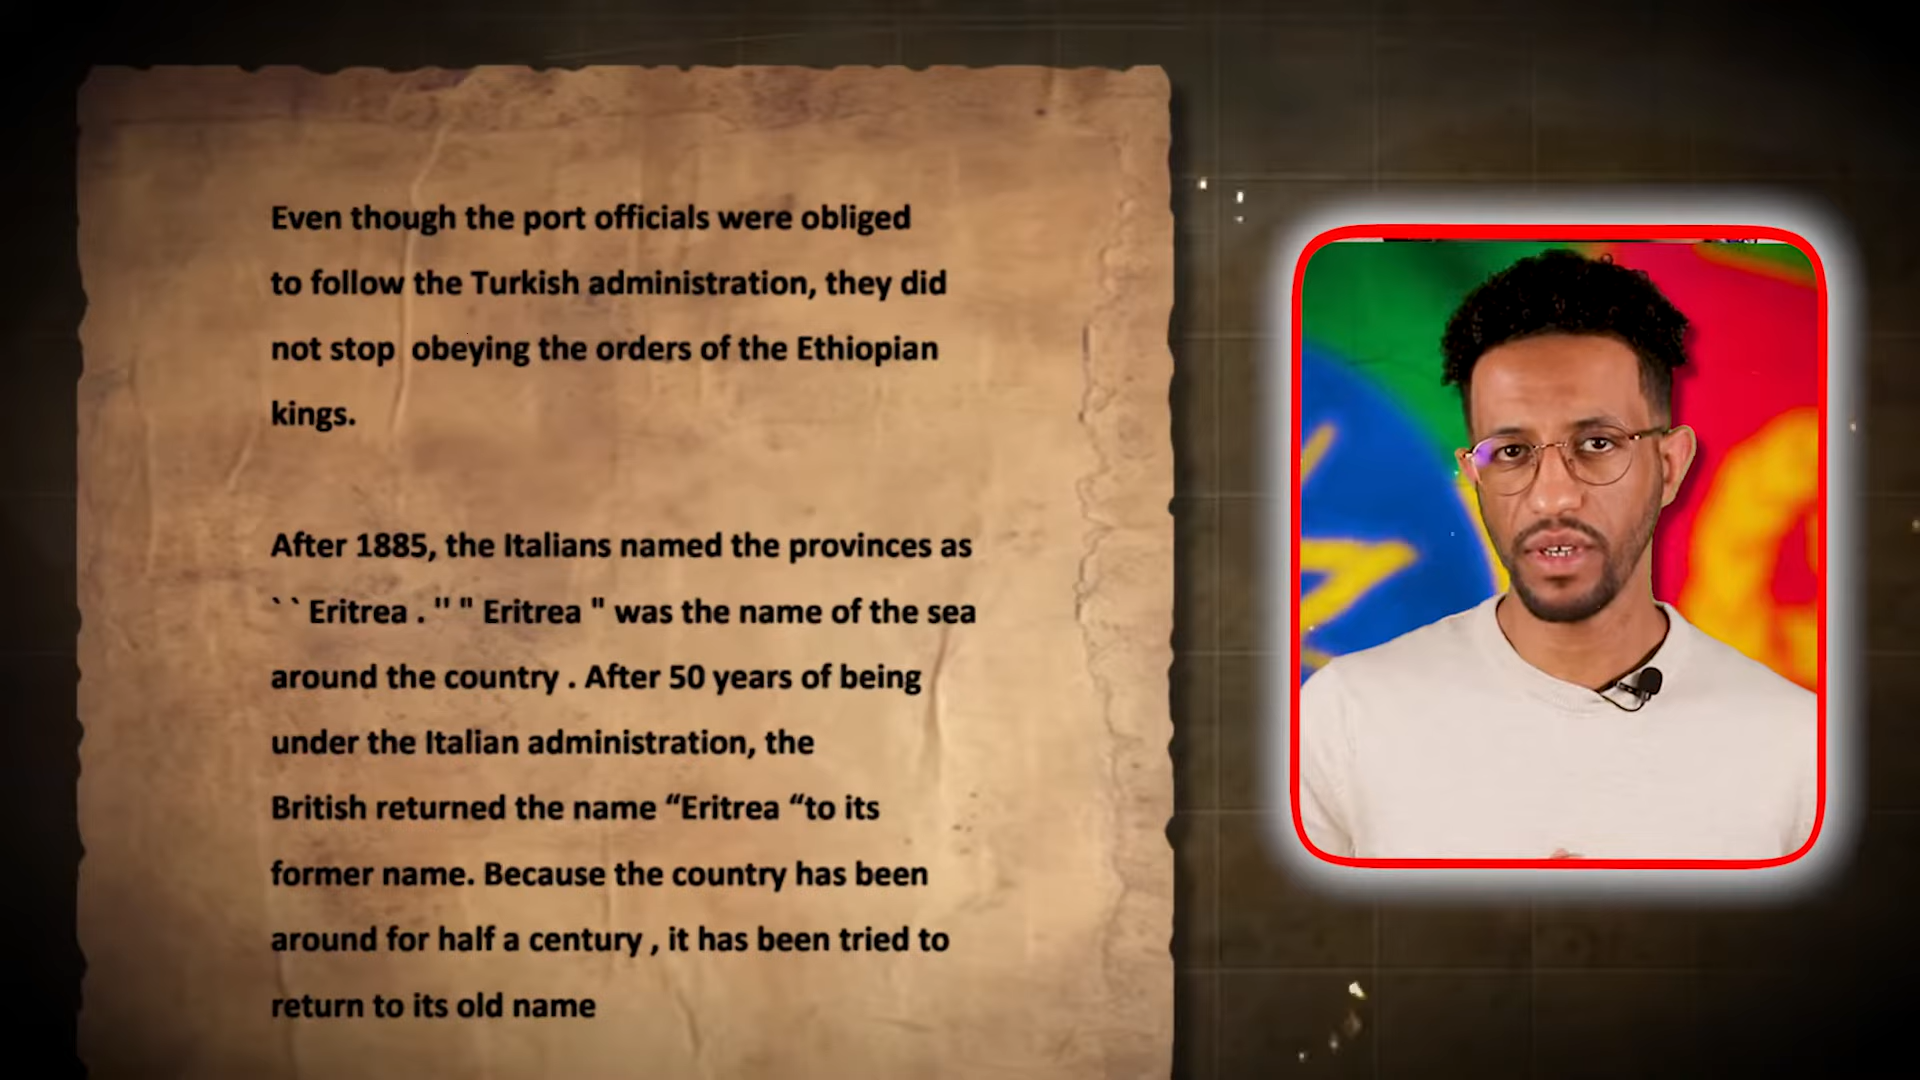 Even though the port officials were obliged
to follow the Turkish administration, they did
not stop  obeying the orders of the Ethiopian
kings.
After 1885, the Italians named the provinces as
` ` Eritrea . '' " Eritrea " was the name of the sea
around the country . After 50 years of being
under the Italian administration, the
British returned the name “Eritrea “to its
former name. Because the country has been
around for half a century , it has been tried to
return to its old name